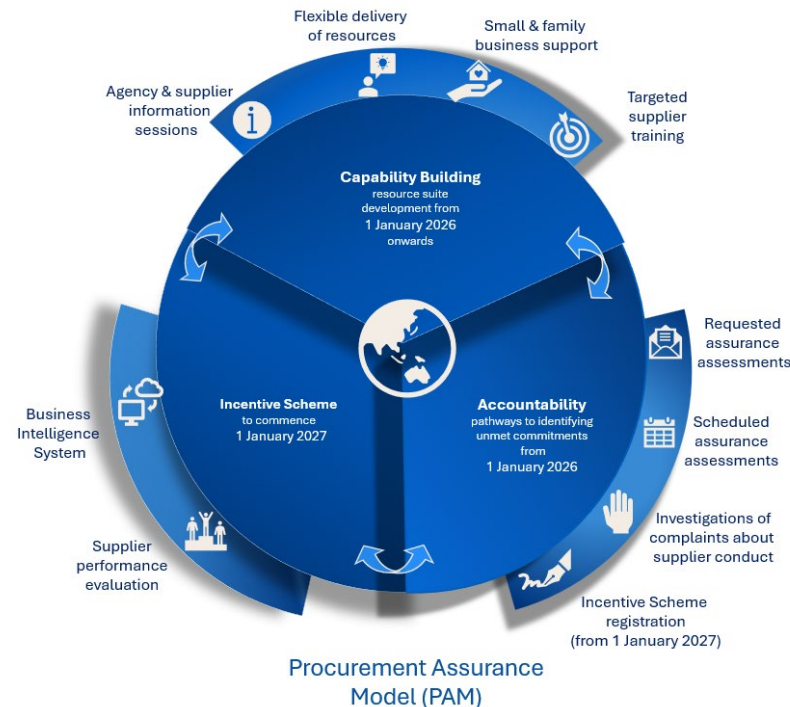 Flexible delivery
of resources
Small & family
business support
Agency & supplier
information
sessions
Targeted
supplier
training
Capability Building
resource suite
development from
1 January 2026
onwards
Requested
assurance
assessments
Incentive Scheme
to commence
1 January 2027
Accountability
pathways to identifying
unmet commitments
from
1 January 2026
Business
Intelligence
System
Scheduled
assurance
assessments
Supplier
performance
evaluation
Investigations of
complaints about
supplier conduct
Incentive Scheme
registration
(from 1 January 2027)
Procurement Assurance
Model (PAM)